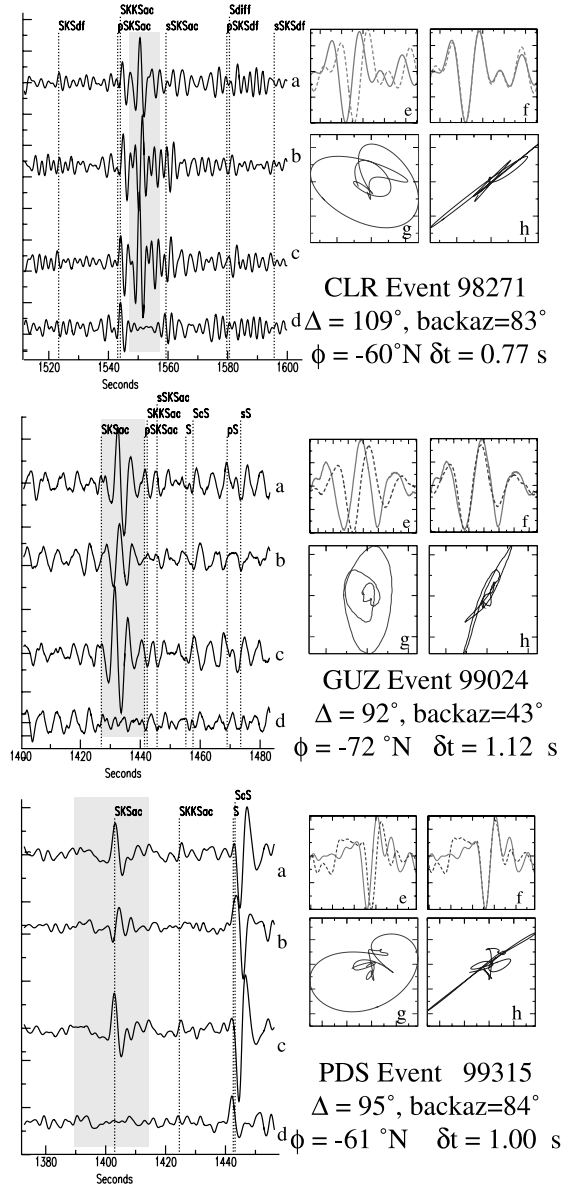 Sdiff
SKKSac
SKSdf pSKSac sSKSac pSKSdf sSKSdf
a
b
c
d
e
f
g
h
1520 1540 1560 1580 1600
Seconds
CLR Event 98271
Δ = 109°, backaz=83°
ϕ = -60°N δt = 0.77 s
sSKSac
SKKSac ScS sS
SKSac pSKSac S pS
a
b
c
d
e
f
g
h
1400 1420 1440 1460 1480
Seconds
GUZ Event 99024
Δ = 92°, backaz=43°
ϕ = -72 °N δt = 1.12 s
ScS
SKSac SKKSac S
a
b
c
d
e
f
g
h
1380 1400 1420 1440
Seconds
PDS Event 99315
Δ = 95°, backaz=84°
ϕ = -61 °N δt = 1.00 s